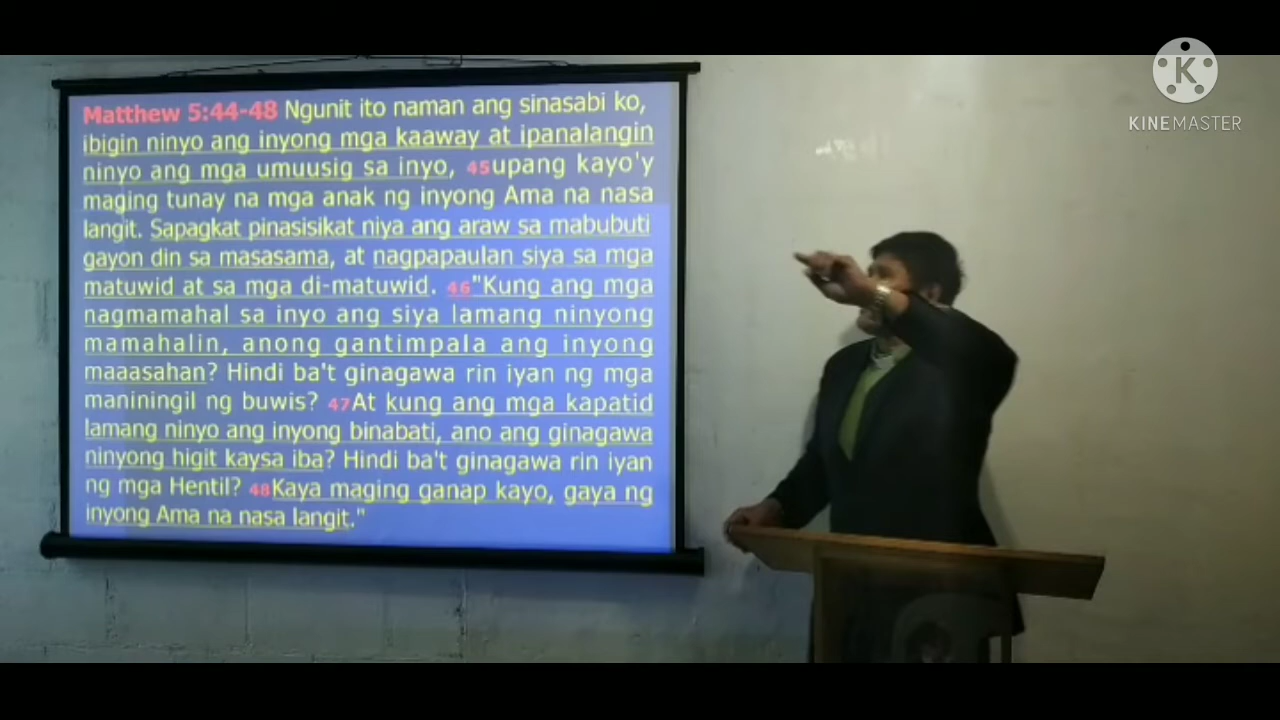 Matthew 5:44-48 Ngunit ito naman ang sinasabi ko,
ibigin ninyo ang inyong mga kaaway at ipanalangin
ninyo ang mga umuusig sa inyo, 45upang kayo'y
maging tunay na mga anak ng inyong Ama na nasa
langit. Sapagkat pinasisikat niya ang araw sa mabubuti
gayon din sa masasama, at nagpapaulan siya sa mga
matuwid at sa mga di-matuwid. 46"Kung ang mga
nagmamahal sa inyo ang siya lamang ninyong
mamahalin, anong gantimpala ang inyong
maaasahan? Hindi ba't ginagawa rin iyan ng mga
maniningil ng buwis? 47At kung ang mga kapatid
lamang ninyo ang inyong binabati, ano ang ginagawa
ninyong higit kaysa iba? Hindi ba't ginagawa rin iyan
ng mga Hentil? 48Kaya maging ganap kayo, gaya ng
inyong Ama na nasa langit."
K
KINEMASTER